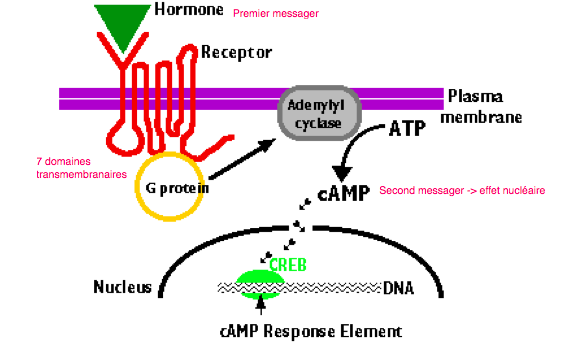 Hormone
Premier messager
Receptor
Adenylyl
cyclase
Plasma
membrane
ATP
7 domaines
transmembranaires
G protein
cAMP
Second messager -> effet nucléaire
CREB
Nucleus
DNA
cAMP Response Element